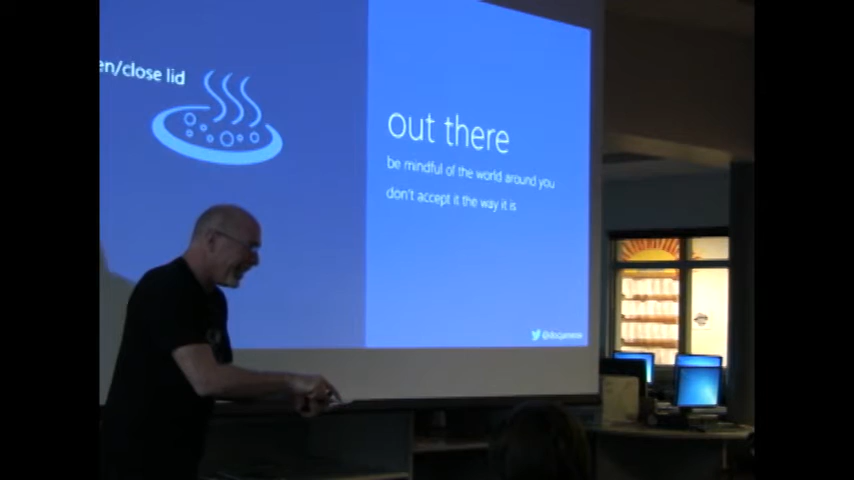 en/close lid
out there
be mindful of the world around you
don't accept it the way it is